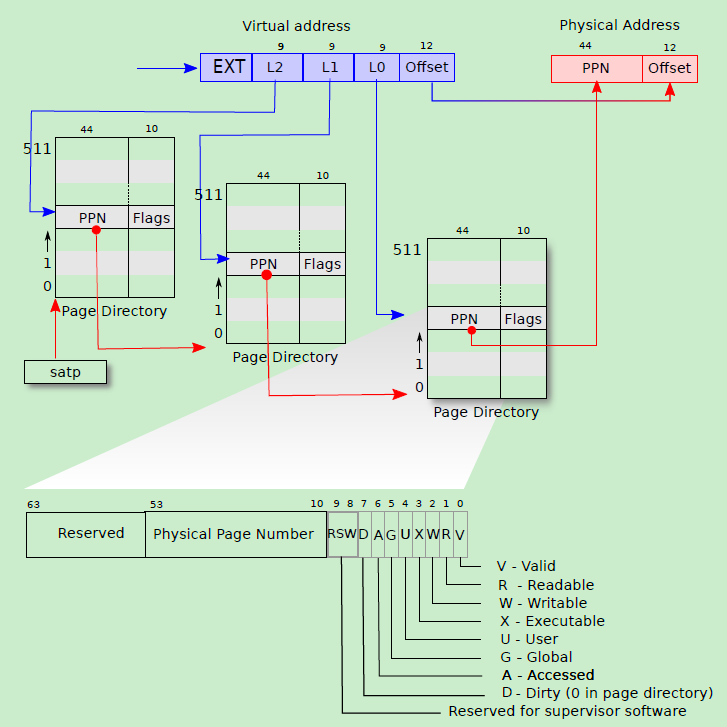 Virtual address
Physical Address
9 9 9 12
EXT L2 L1 L0 Offset
44 12
PPN Offset
44 10
511
PPN Flags
1
0
Page Directory
satp
44 10
511
PPN Flags
1
0
Page Directory
44 10
511
PPN Flags
1
0
Page Directory
63 53 10 9 8 7 6 5 4 3 2 1 0
Reserved Physical Page Number RSW D A G U X W R V
V - Valid
R - Readable
W - Writable
X - Executable
U - User
G - Global
A - Accessed
D - Dirty (0 in page directory)
Reserved for supervisor software